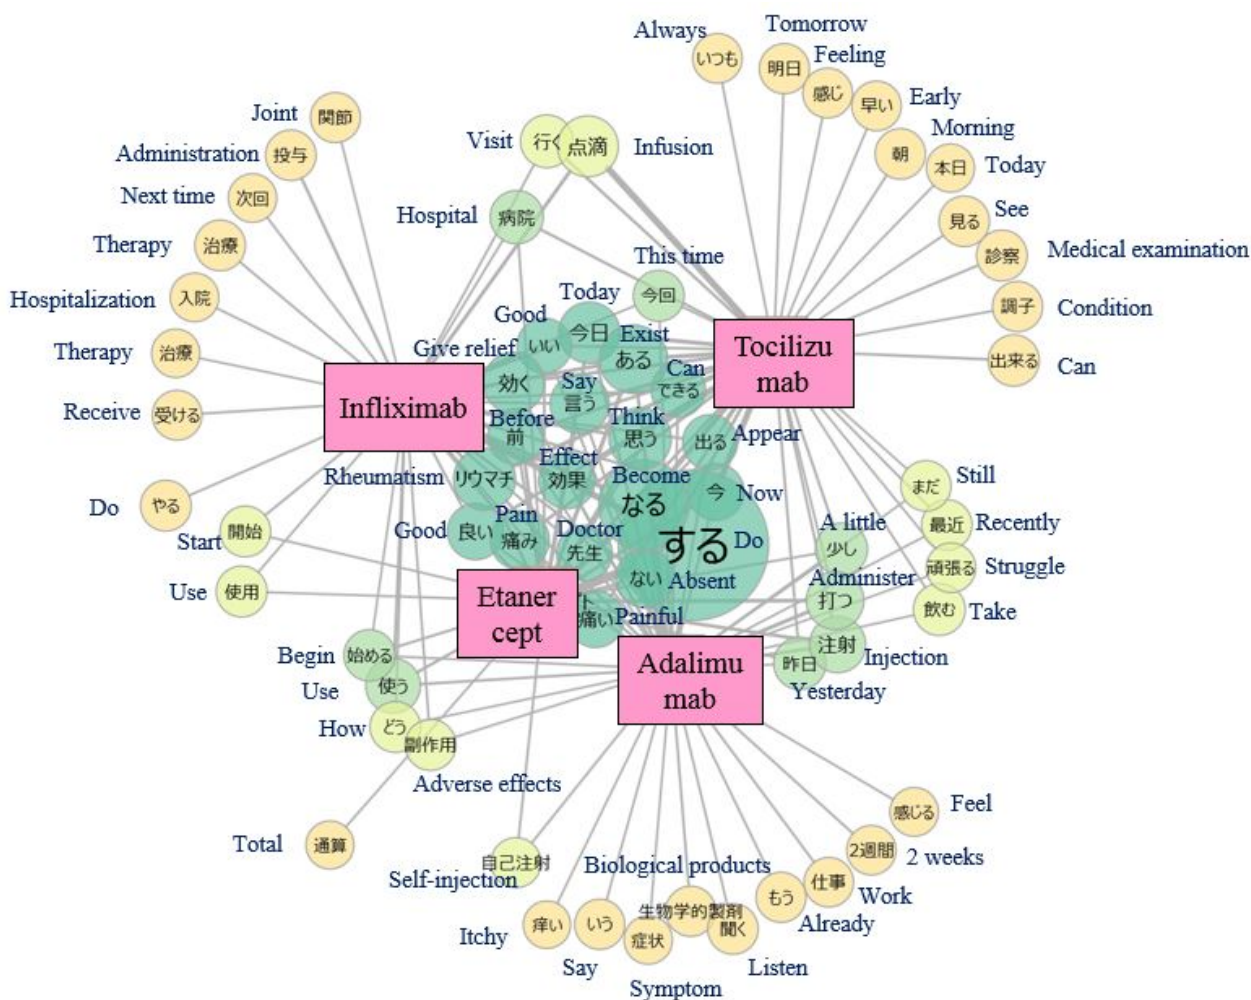 Always
いつも
Tomorrow
明日
Feeling
感じ
Early
早い
Morning
朝
Today
本日
See
見る
Medical examination
診察
Condition
調子
Can
出来る
Joint
関節
Administration
投与
Next time
次回
Therapy
治療
Hospitalization
入院
Therapy
治療
Receive
受ける
Do
やる
Start
開始
Use
使用
Visit
行く
点滴
Infusion
Hospital
病院
This time
今回
Today
今日
Good
いい
Exist
ある
Give relief
効く
Can
できる
Say
言う
Before
前
Think
思う
出る
Appear
Tocilizu
mab
Infliximab
Rheumatism
リウマチ
Effect
効果
Become
なる
今
Now
Good
良い
Pain
痛み
Doctor
先生
する
Do
ない
Absent
痛い
Painful
Etaner
cept
Adalimu
mab
まだ
Still
最近
Recently
頑張る
Struggle
飲む
Take
A little
少し
Administer
打つ
注射
Injection
昨日
Yesterday
Begin
始める
Use
使う
How
どう
副作用
Adverse effects
Total
通算
自己注射
Self-injection
Biological products
生物学的製剤
感じる
Feel
2週間
2 weeks
仕事
Work
もう
Already
聞く
Listen
症状
Symptom
いう
Say
痒い
Itchy